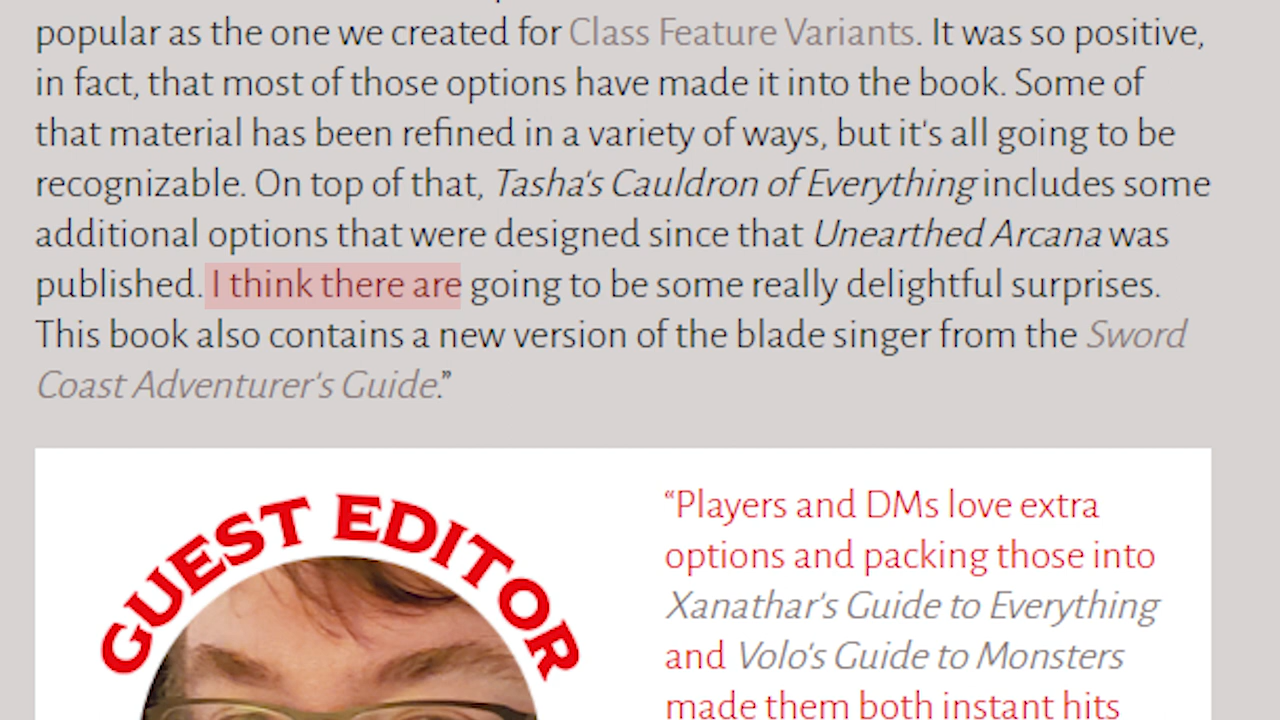 popular as the one we created for Class Feature Variants. It was so positive,
in fact, that most of those options have made it into the book. Some of
that material has been refined in a variety of ways, but it's all going to be
recognizable. On top of that, Tasha's Cauldron of Everything includes some
additional options that were designed since that Unearthed Arcana was
published. I think there are going to be some really delightful surprises.
This book also contains a new version of the blade singer from the Sword
Coast Adventurer's Guide.”
GUEST EDITOR
“Players and DMs love extra
options and packing those into
Xanathar's Guide to Everything
and Volo's Guide to Monsters
made them both instant hits